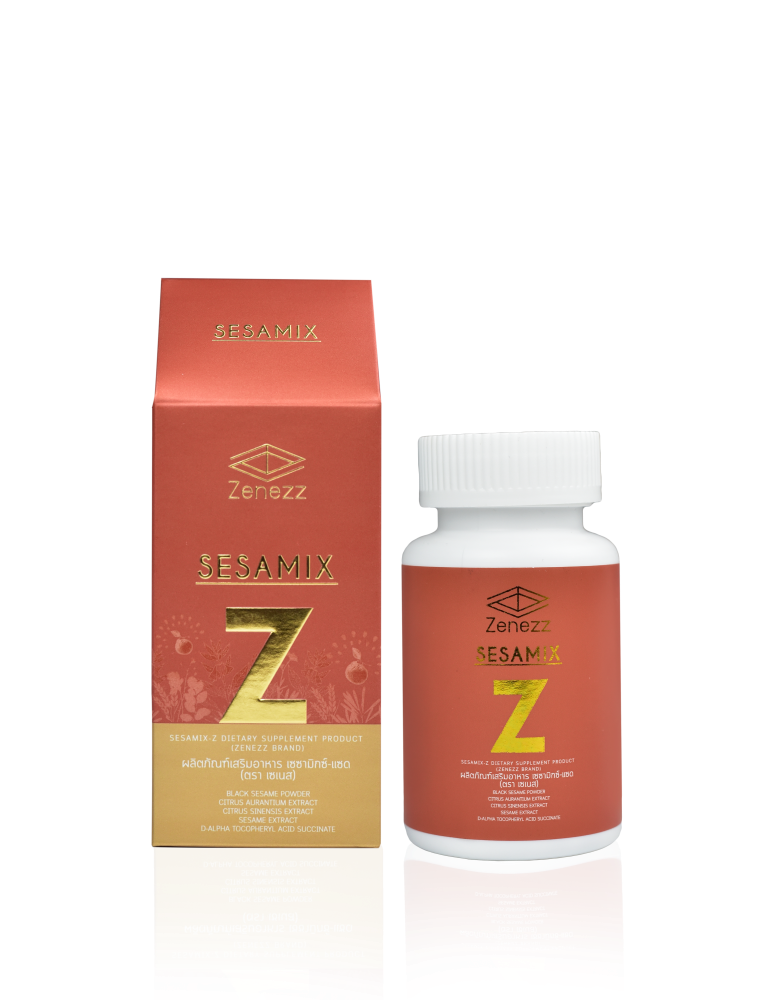 SESAMIX
Zenezz
SESAMIX
Z
SESAMIX-Z DIETARY SUPPLEMENT PRODUCT
(ZENEZZ BRAND)
ผลิตภัณฑ์เสริมอาหาร เซซามิกซ์-แซด
(ตรา เซเนส)
BLACK SESAME POWDER
CITRUS AURANTIUM EXTRACT
CITRUS SINENSIS EXTRACT
SESAME EXTRACT
D-ALPHA TOCOPHERYL ACID SUCCINATE
Zenezz
SESAMIX
Z
SESAMIX-Z DIETARY SUPPLEMENT PRODUCT
(ZENEZZ BRAND)
ผลิตภัณฑ์เสริมอาหาร เซซามิกซ์-แซด
(ตรา เซเนส)
BLACK SESAME POWDER
CITRUS AURANTIUM EXTRACT
CITRUS SINENSIS EXTRACT
SESAME EXTRACT
D-ALPHA TOCOPHERYL ACID SUCCINATE